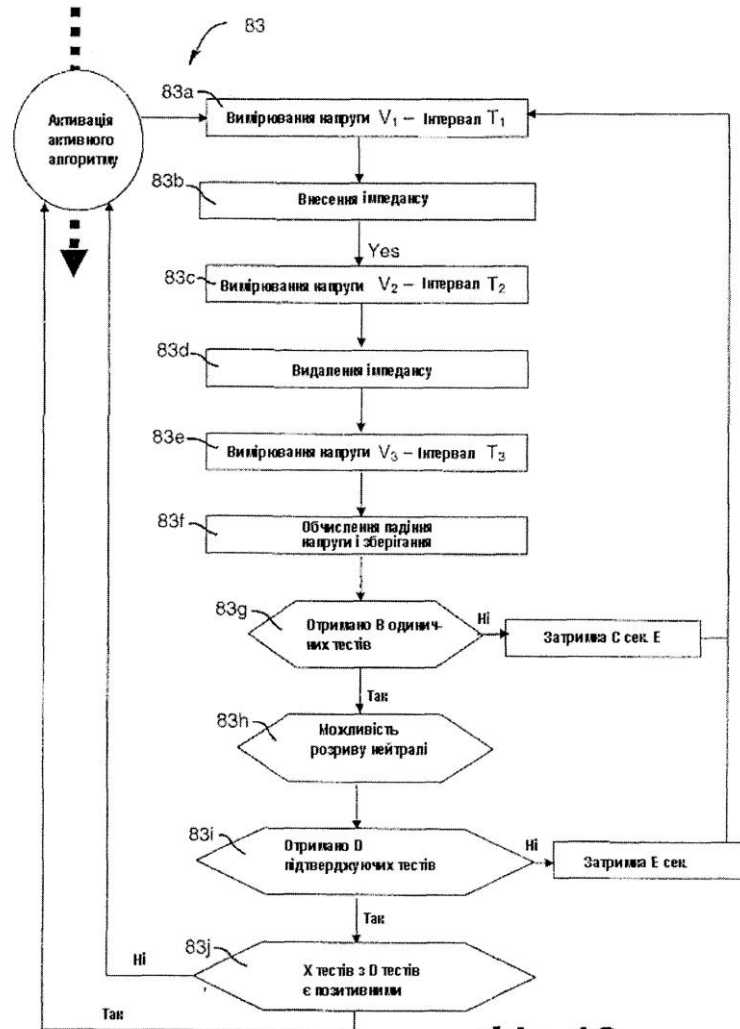 83
83a
Активація
активного
алгоритму
Вимірювання напруги V₁ – Інтервал T₁
83b
Внесення імпедансу
Yes
83c
Вимірювання напруги V₂ – Інтервал T₂
83d
Видалення імпедансу
83e
Вимірювання напруги V₃ – Інтервал T₃
83f
Обчислення падіння
напруги і зберігання
83g
Отримано В одинич-
них тестів
Ні
Затримка С сек. Е
Так
83h
Можливість
розриву нейтралі
83i
Отримано D
підтверджуючих тестів
Ні
Затримка Е сек.
Так
83j
Х тестів з D тестів
є позитивними
Ні
Так